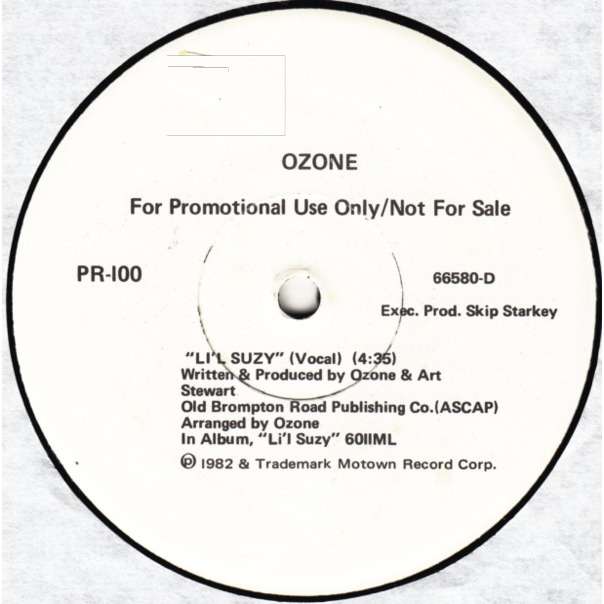 OZONE
For Promotional Use Only/Not For Sale
PR-100
66580-D
Exec. Prod. Skip Starkey
"LI'L SUZY" (Vocal) (4:35)
Written & Produced by Ozone & Art
Stewart
Old Brompton Road Publishing Co.(ASCAP)
Arranged by Ozone
In Album, "Li'l Suzy" 6011ML
℗ 1982 & Trademark Motown Record Corp.